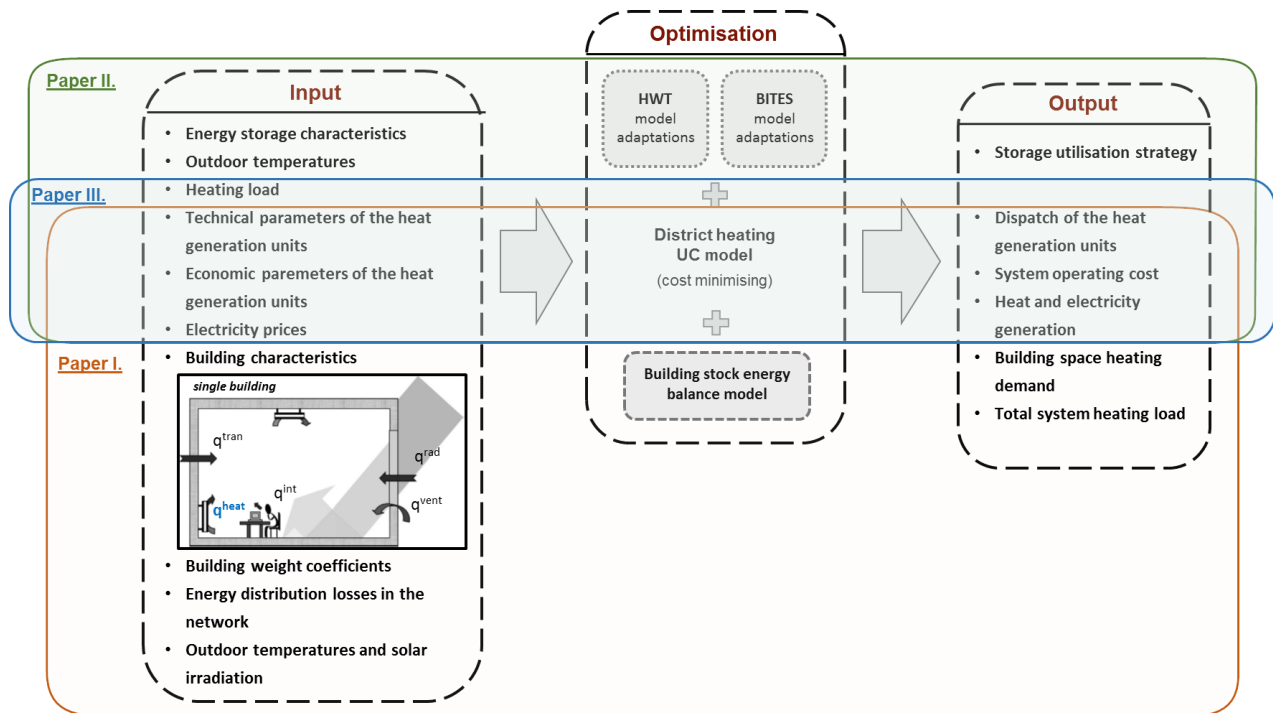 Paper II.
Input
• Energy storage characteristics
• Outdoor temperatures
Paper III.
• Heating load
• Technical parameters of the heat
generation units
• Economic paremeters of the heat
generation units
• Electricity prices
Paper I.
• Building characteristics
single building
q^tran
q^rad
q^int
q^heat
q^vent
• Building weight coefficients
• Energy distribution losses in the
network
• Outdoor temperatures and solar
irradiation
Optimisation
HWT
model
adaptations
BITES
model
adaptations
District heating
UC model
(cost minimising)
Building stock energy
balance model
Output
• Storage utilisation strategy
• Dispatch of the heat
generation units
• System operating cost
• Heat and electricity
generation
• Building space heating
demand
• Total system heating load